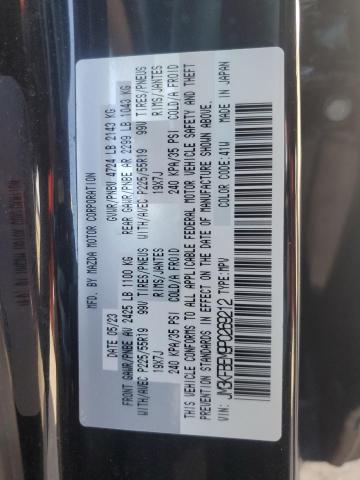 MFD. BY MAZDA MOTOR CORPORATION
DATE: 05/23 GVWR/PNBV 4724 LB 2143 KG
FRONT GAWR/PNBE AV 2425 LB 1100 KG REAR GAWR/PNBE AR 2299 LB 1043 KG
WITH/AVEC P225/55R19 99V TIRES/PNEUS WITH/AVEC P225/55R19 99V TIRES/PNEUS
19X7J RIMS/JANTES 19X7J RIMS/JANTES
240 KPA/35 PSI COLD/A FROID 240 KPA/35 PSI COLD/A FROID
THIS VEHICLE CONFORMS TO ALL APPLICABLE FEDERAL MOTOR VEHICLE SAFETY AND THEFT
PREVENTION STANDARDS IN EFFECT ON THE DATE OF MANUFACTURE SHOWN ABOVE.
MADE IN JAPAN
VIN: JM3KFBEM9P0269212 TYPE:MPV COLOR CODE:41W